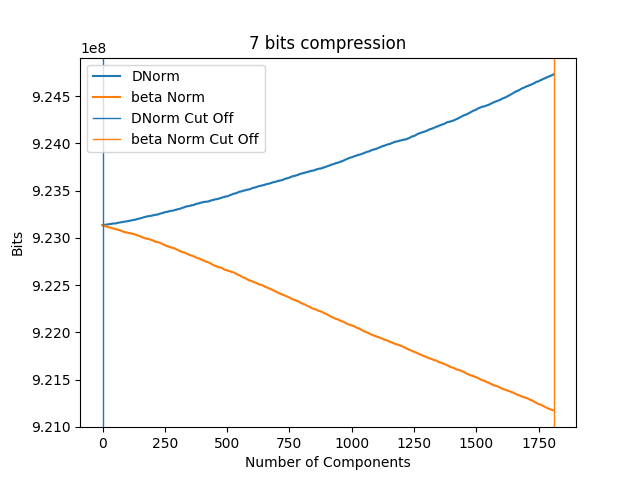 7 bits compression
1e8
DNorm
beta Norm
DNorm Cut Off
beta Norm Cut Off
9.245
9.240
9.235
9.230
9.225
9.220
9.215
9.210
Bits
0 250 500 750 1000 1250 1500 1750
Number of Components